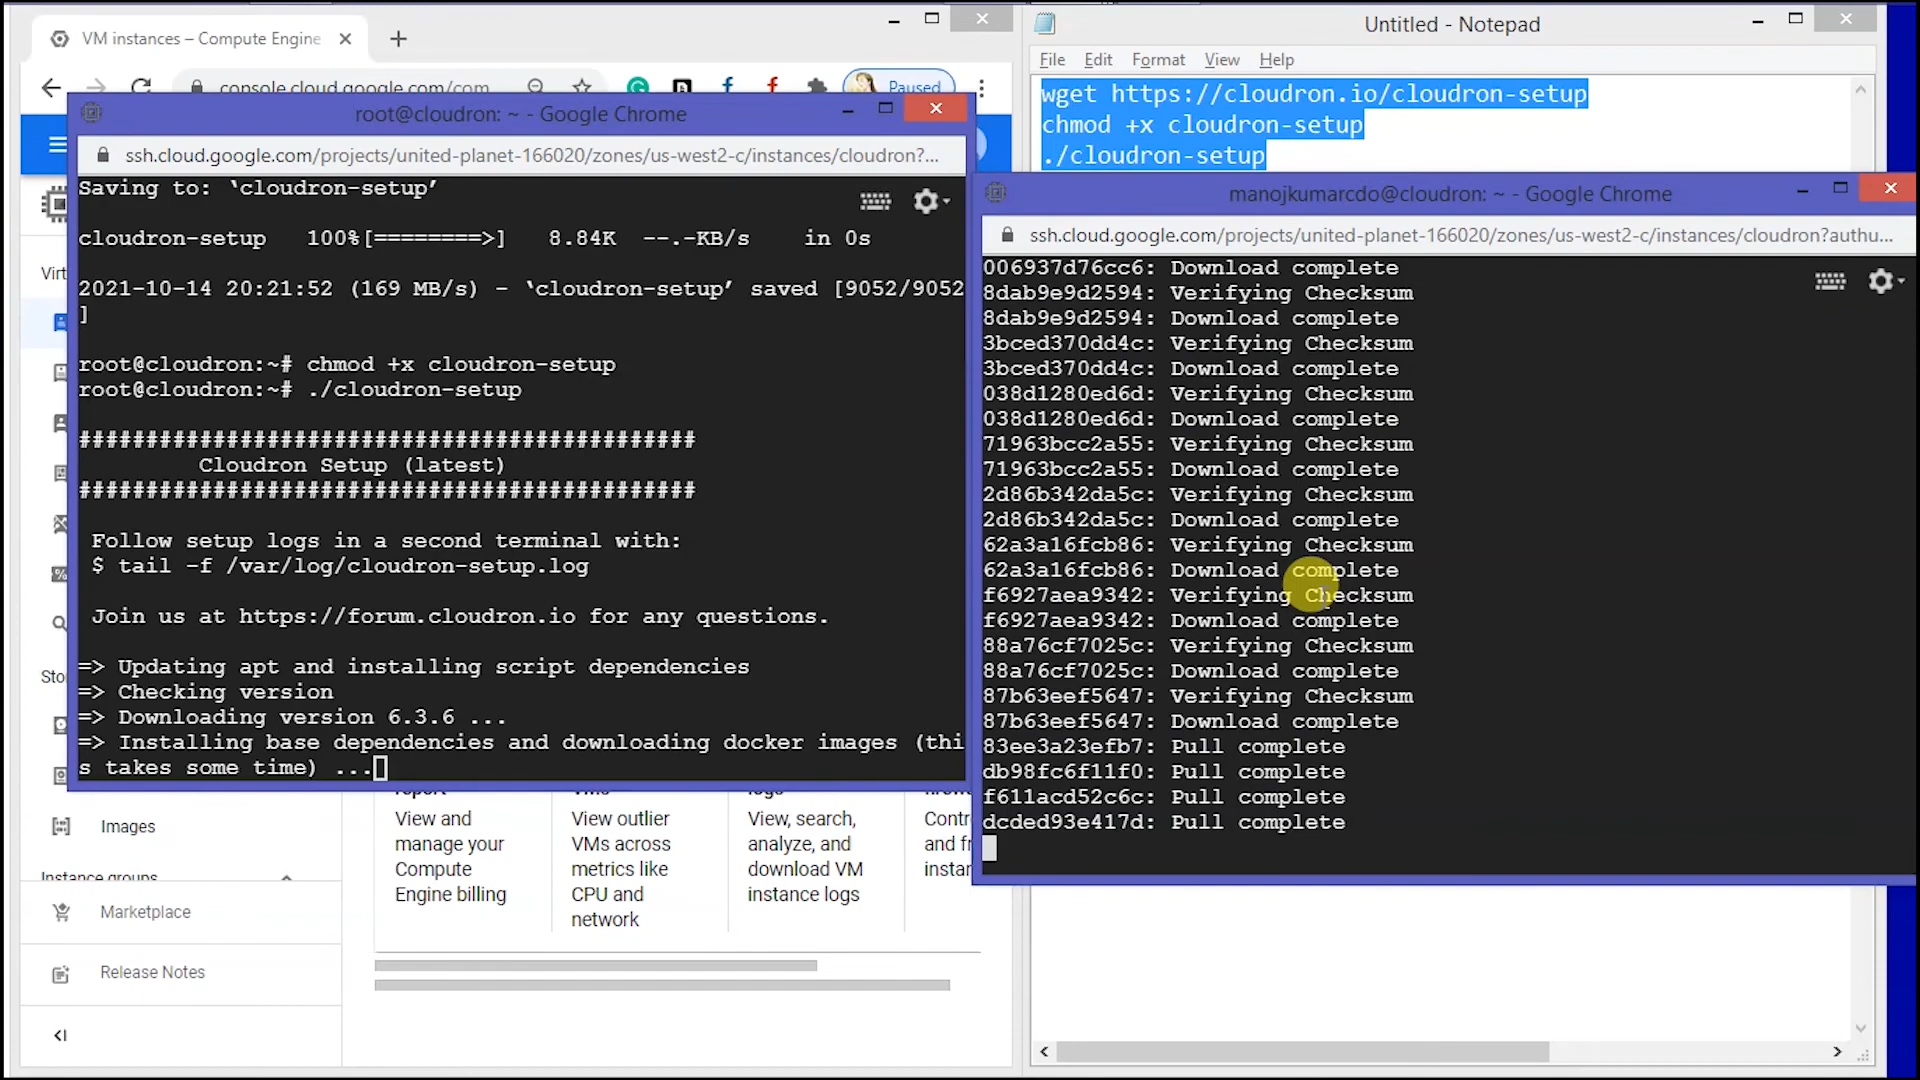 VM instances – Compute Engine
console.cloud.google.com/com
Paused
Untitled - Notepad
File Edit Format View Help
wget https://cloudron.io/cloudron-setup
chmod +x cloudron-setup
./cloudron-setup
root@cloudron: ~ - Google Chrome
ssh.cloud.google.com/projects/united-planet-166020/zones/us-west2-c/instances/cloudron?...
Saving to: ‘cloudron-setup’
cloudron-setup 100%[========>] 8.84K --.-KB/s in 0s
2021-10-14 20:21:52 (169 MB/s) - ‘cloudron-setup’ saved [9052/9052
]
root@cloudron:~# chmod +x cloudron-setup
root@cloudron:~# ./cloudron-setup
##############################################
Cloudron Setup (latest)
##############################################
Follow setup logs in a second terminal with:
$ tail -f /var/log/cloudron-setup.log
Join us at https://forum.cloudron.io for any questions.
=> Updating apt and installing script dependencies
=> Checking version
=> Downloading version 6.3.6 ...
=> Installing base dependencies and downloading docker images (thi
s takes some time) ...
manojkumarcdo@cloudron: ~ - Google Chrome
ssh.cloud.google.com/projects/united-planet-166020/zones/us-west2-c/instances/cloudron?authu...
006937d76cc6: Download complete
8dab9e9d2594: Verifying Checksum
8dab9e9d2594: Download complete
3bced370dd4c: Verifying Checksum
3bced370dd4c: Download complete
038d1280ed6d: Verifying Checksum
038d1280ed6d: Download complete
71963bcc2a55: Verifying Checksum
71963bcc2a55: Download complete
2d86b342da5c: Verifying Checksum
2d86b342da5c: Download complete
62a3a16fcb86: Verifying Checksum
62a3a16fcb86: Download complete
f6927aea9342: Verifying Checksum
f6927aea9342: Download complete
88a76cf7025c: Verifying Checksum
88a76cf7025c: Download complete
87b63eef5647: Verifying Checksum
87b63eef5647: Download complete
83ee3a23efb7: Pull complete
db98fc6f11f0: Pull complete
f611acd52c6c: Pull complete
dcded93e417d: Pull complete
Virt
Sto
Images
Instance groups
Marketplace
Release Notes
View and
manage your
Compute
Engine billing
View outlier
VMs across
metrics like
CPU and
network
View, search,
analyze, and
download VM
instance logs
Contr
and fi
instar